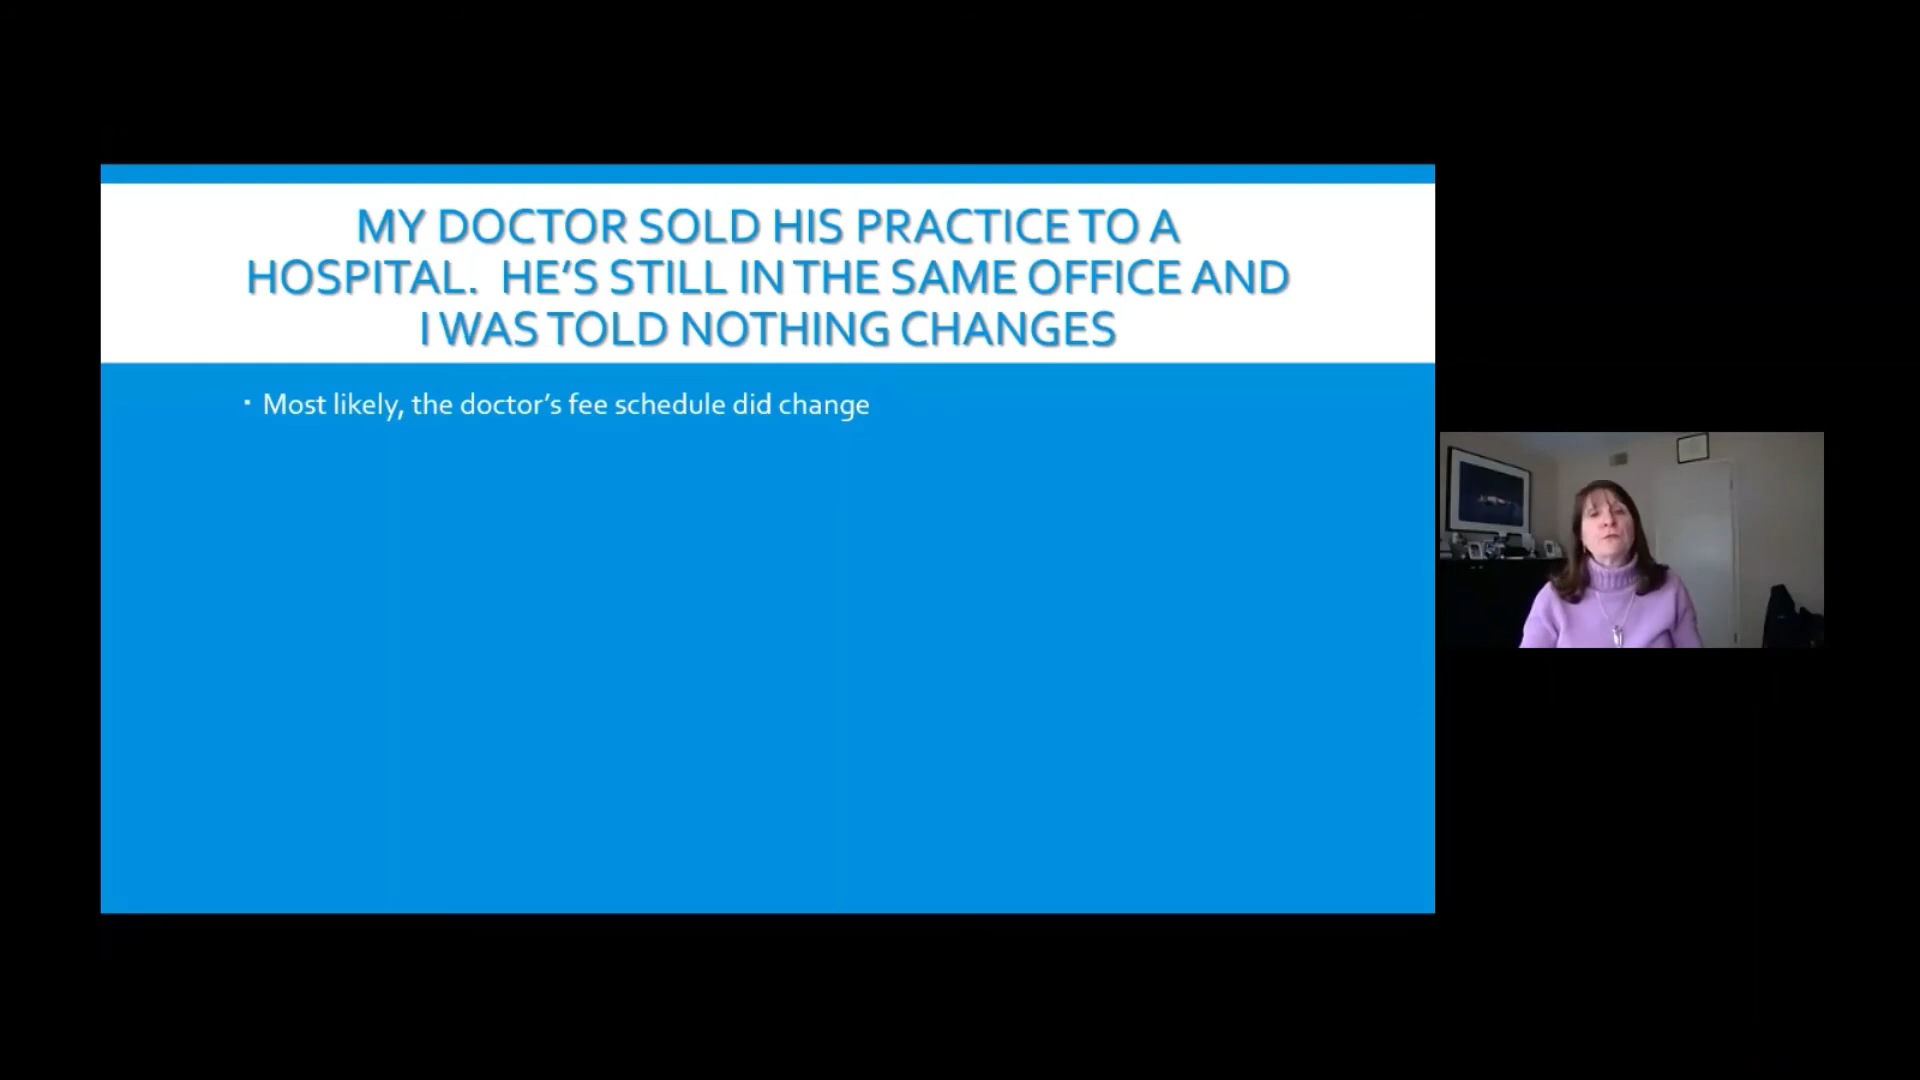 MY DOCTOR SOLD HIS PRACTICE TO A
HOSPITAL.  HE’S STILL IN THE SAME OFFICE AND
I WAS TOLD NOTHING CHANGES
▪ Most likely, the doctor’s fee schedule did change